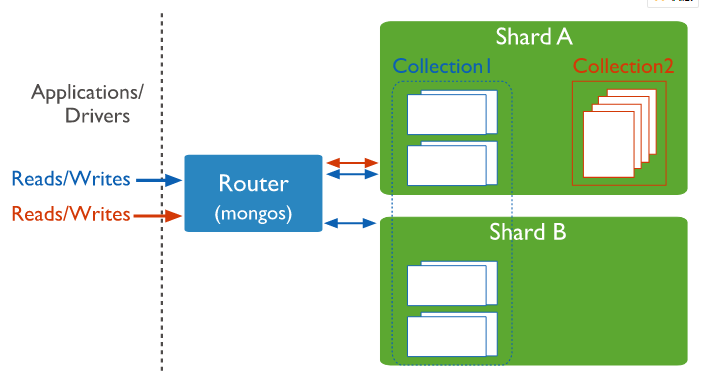 Shard A
Collection1
Collection2
Applications/
Drivers
Reads/Writes
Router
Reads/Writes
(mongos)
Shard B